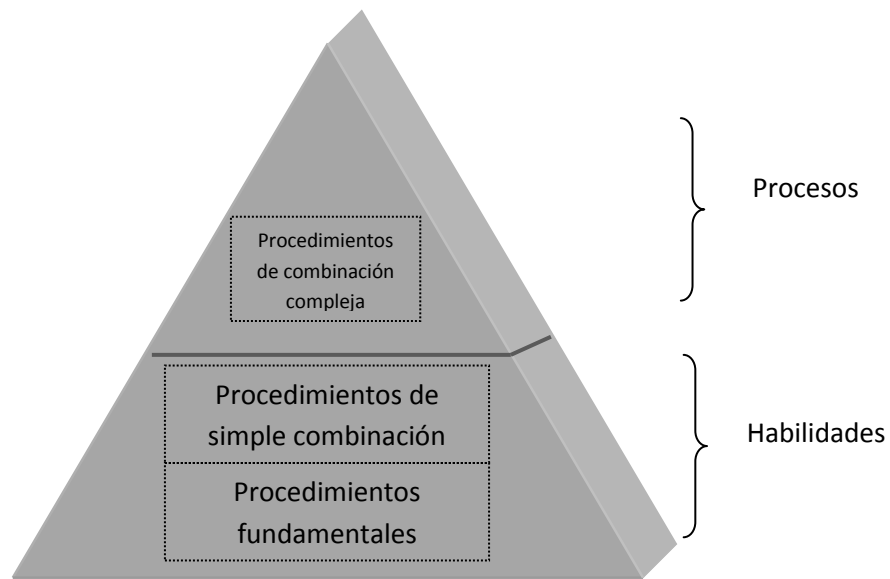 Procesos
Procedimientos
de combinación
compleja
Procedimientos de
simple combinación
Habilidades
Procedimientos
fundamentales